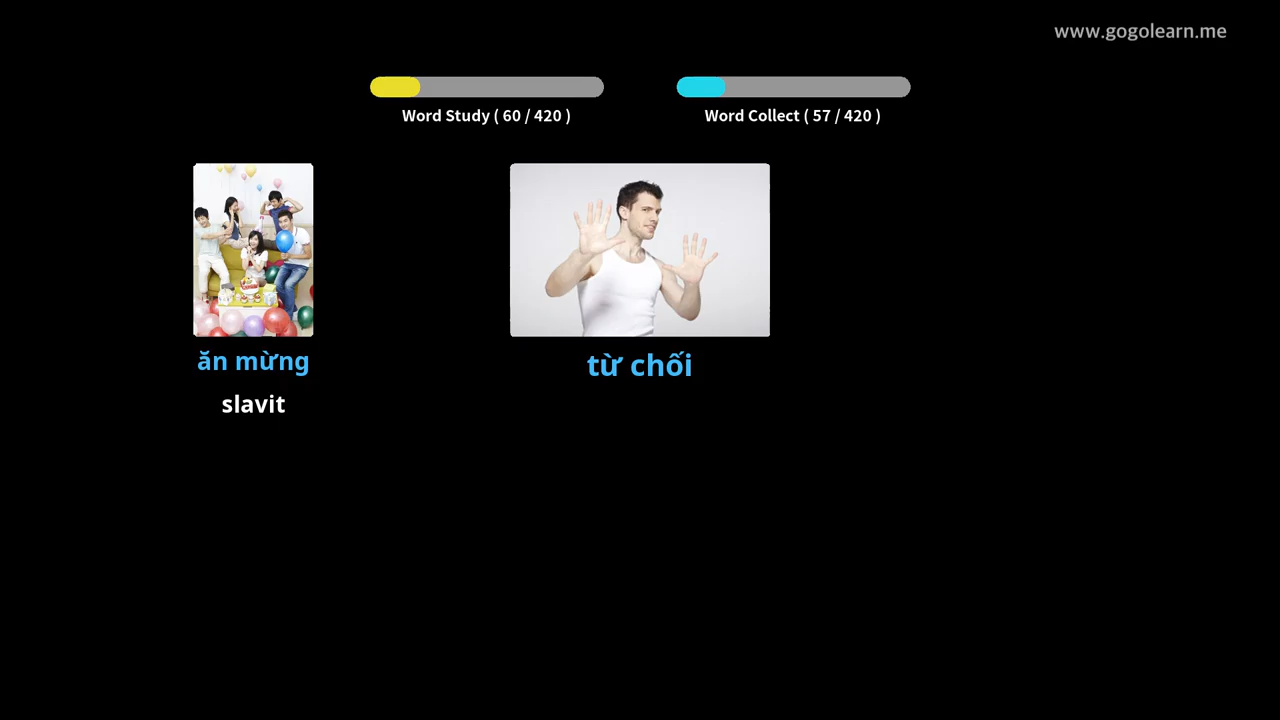 www.gogolearn.me
Word Study ( 60 / 420 )
Word Collect ( 57 / 420 )
ăn mừng
slavit
từ chối